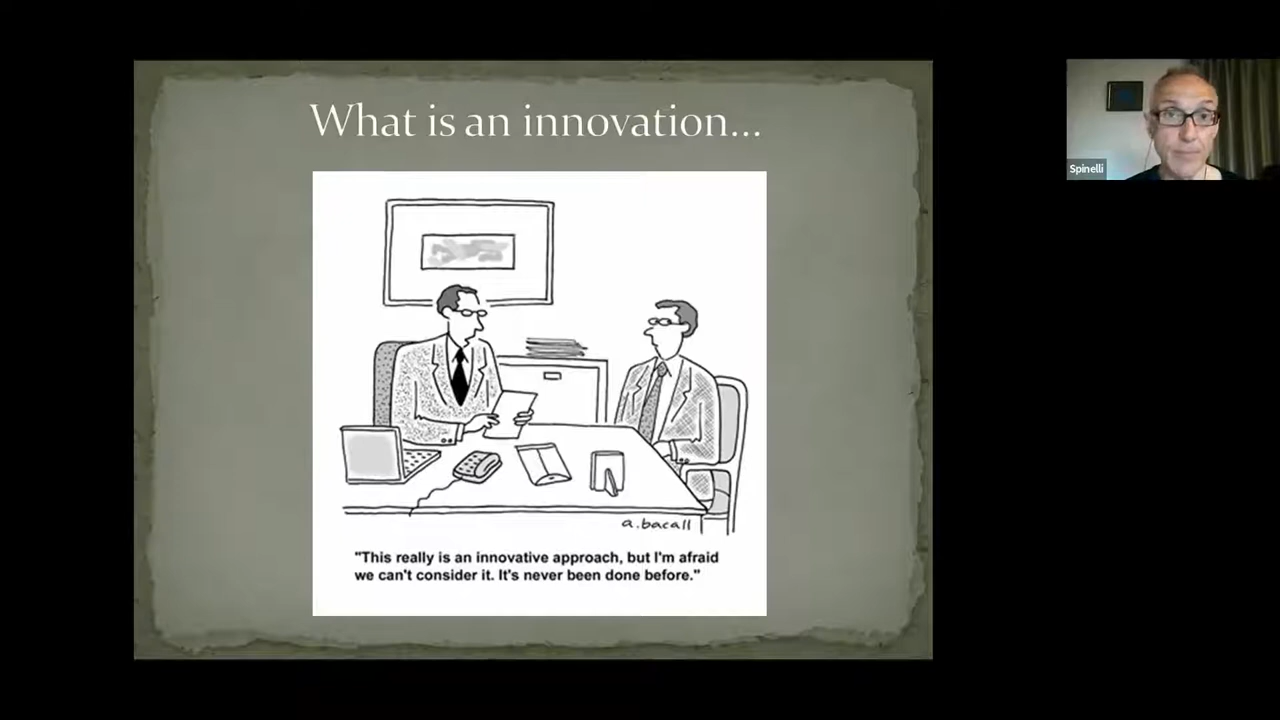 What is an innovation...
Spinelli
a.bacall
"This really is an innovative approach, but I'm afraid
we can't consider it. It's never been done before."